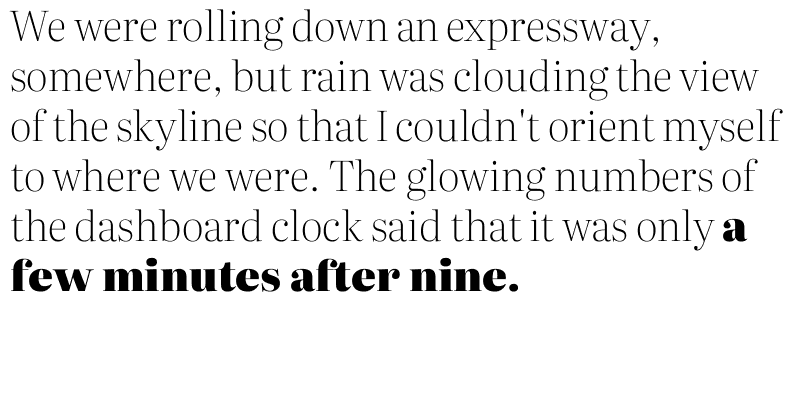 We were rolling down an expressway,
somewhere, but rain was clouding the view
of the skyline so that I couldn't orient myself
to where we were. The glowing numbers of
the dashboard clock said that it was only a
few minutes after nine.